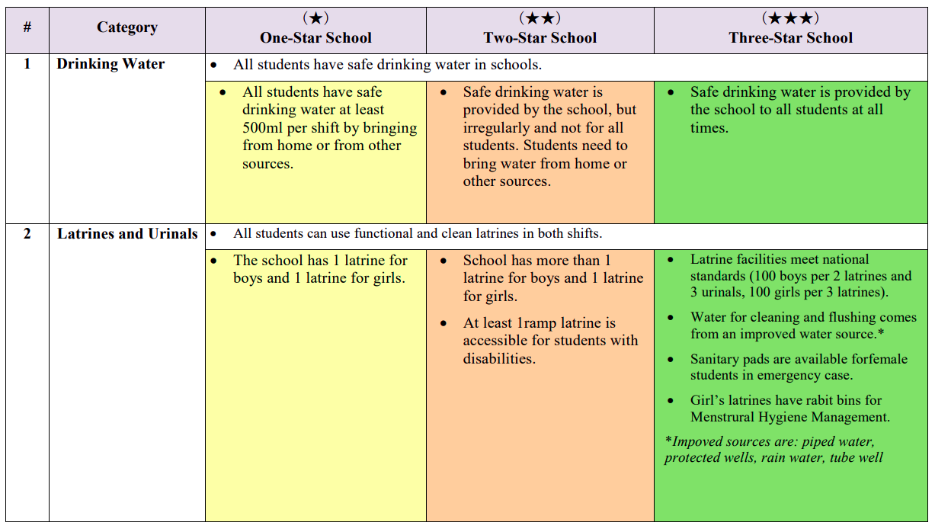 #
Category
(★)
One-Star School
(★★)
Two-Star School
(★★★)
Three-Star School
1
Drinking Water
• All students have safe drinking water in schools.
• All students have safe
drinking water at least
500ml per shift by bringing
from home or from other
sources.
• Safe drinking water is
provided by the school, but
irregularly and not for all
students. Students need to
bring water from home or
other sources.
• Safe drinking water is provided by
the school to all students at all
times.
2
Latrines and Urinals
• All students can use functional and clean latrines in both shifts.
• The school has 1 latrine for
boys and 1 latrine for girls.
• School has more than 1
latrine for boys and 1 latrine
for girls.
• At least 1ramp latrine is
accessible for students with
disabilities.
• Latrine facilities meet national
standards (100 boys per 2 latrines and
3 urinals, 100 girls per 3 latrines).
• Water for cleaning and flushing comes
from an improved water source.*
• Sanitary pads are available forfemale
students in emergency case.
• Girl’s latrines have rabit bins for
Menstrural Hygiene Management.
*Impoved sources are: piped water,
protected wells, rain water, tube well